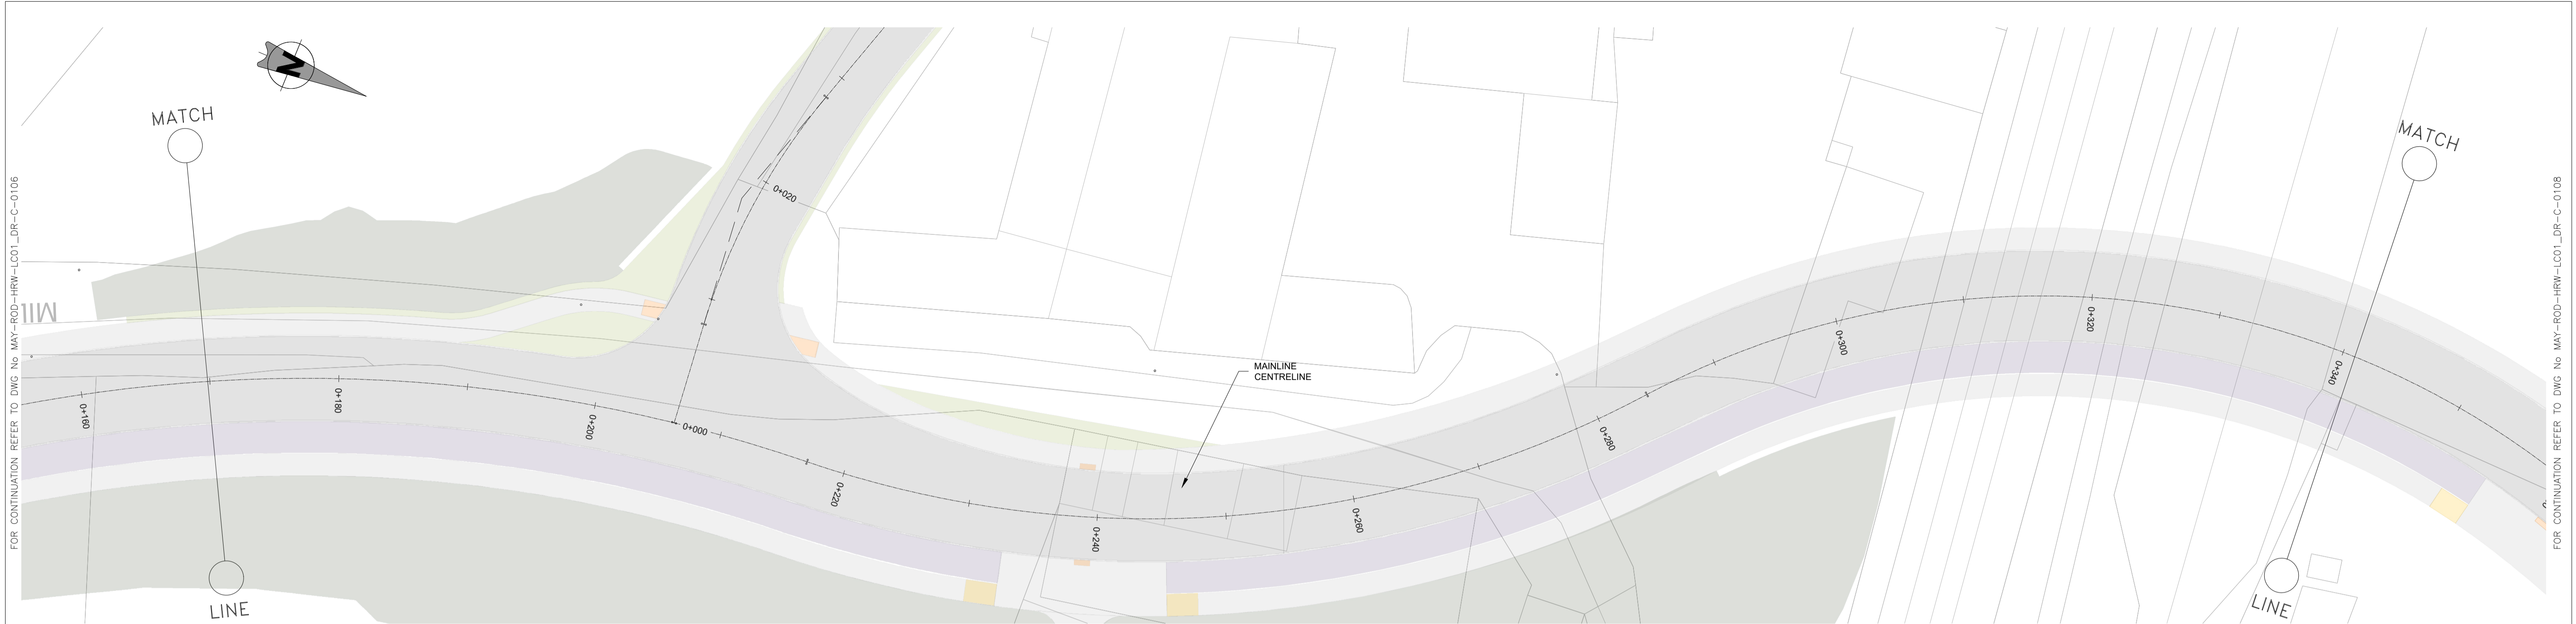 N
MATCH
MATCH
FOR CONTINUATION REFER TO DWG No MAY-ROD-HRW-LC01_DR-C-0106
FOR CONTINUATION REFER TO DWG No MAY-ROD-HRW-LC01_DR-C-0108
0+020
Mill
MAINLINE
CENTRELINE
0+160
0+180
0+200
0+000
0+220
0+240
0+260
0+280
0+300
0+320
0+340
LINE
LINE